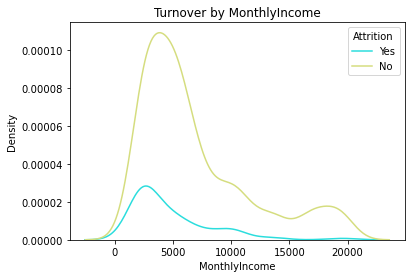 Turnover by MonthlyIncome
Attrition
Yes
No
0.00010
0.00008
0.00006
0.00004
0.00002
0.00000
Density
0
5000
10000
15000
20000
MonthlyIncome